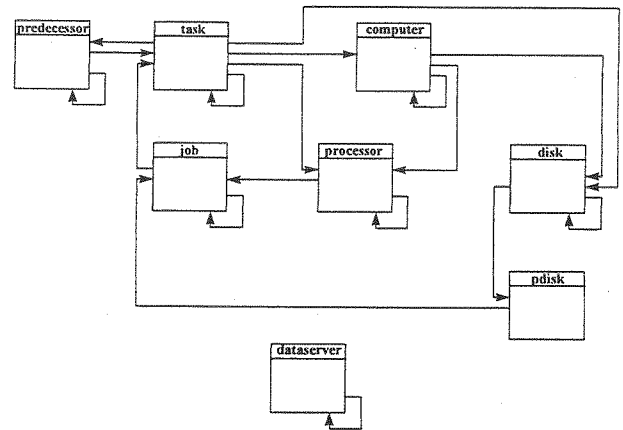 predecessor
task
computer
job
processor
disk
pdisk
dataserver